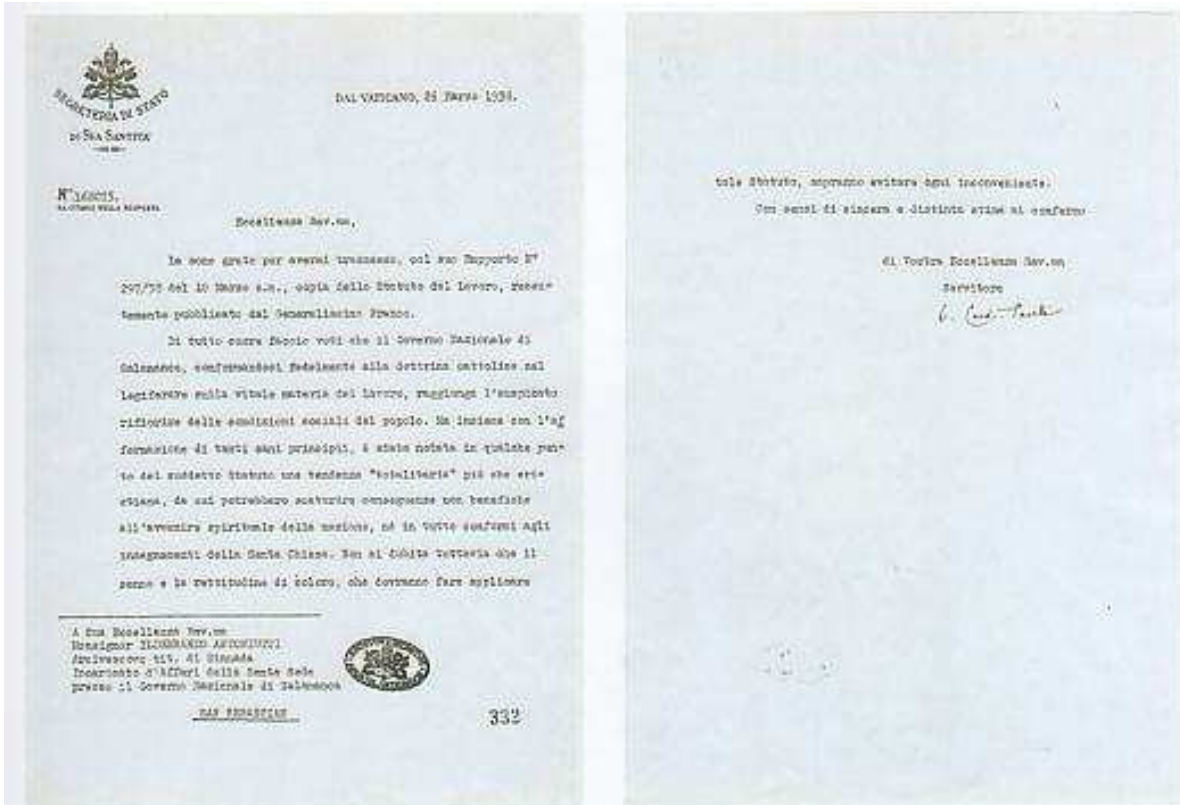 SEGRETERIA DI STATO
DI SUA SANTITÀ
DAL VATICANO, 26 Marzo 1938.
N°
DA CITARSI NELLA RISPOSTA
Eccellenza Rev.ma,
Le sono grato per avermi trasmesso, col suo Rapporto N°
297/38 del 10 Marzo c.m., copia dello Statuto del Lavoro, recen-
temente pubblicato dal Generalissimo Franco.
Di tutto cuore faccio voti che il Governo Nazionale di
Salamanca, conformandosi fedelmente alla dottrina cattolica nel
legiferare sulla vitale materia del lavoro, raggiunga l'auspicato
rifiorire delle condizioni sociali del popolo. Ma insieme con l'af
fermazione di tanti sani principii, è stata notata in qualche pun-
to del suddetto Statuto una tendenza "totalitaria" più che cri-
stiana, da cui potrebbero scaturire conseguenze non benefiche
all'avvenire spirituale della nazione, nè in tutto conformi agli
insegnamenti della Santa Chiesa. Non si dubita tuttavia che il
senno e la rettitudine di coloro, che dovranno fare applicare
A Sua Eccellenza Rev.ma
Monsignor ILDEBRANDO ANTONIUTTI
Arcivescovo tit. di Sinnada
Incaricato d'Affari della Santa Sede
presso il Governo Nazionale di Salamanca
SAN SEBASTIAN
332
tale Statuto, sapranno evitare ogni inconveniente.
Con sensi di sincera e distinta stima mi confermo
di Vostra Eccellenza Rev.ma
Servitore
Card.